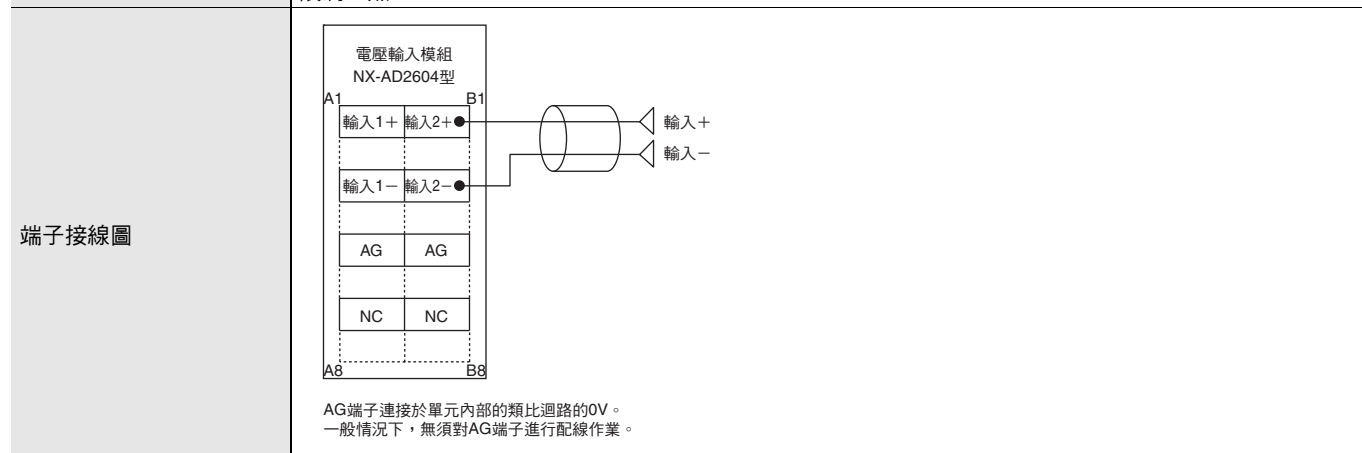 端子接線圖
電壓輸入模組
NX-AD2604型
A1 B1
輸入1+ 輸入2+ 輸入+
輸入-
輸入1- 輸入2-
AG AG
NC NC
A8 B8
AG端子連接於單元內部的類比迴路的0V。
一般情況下，無須對AG端子進行配線作業。